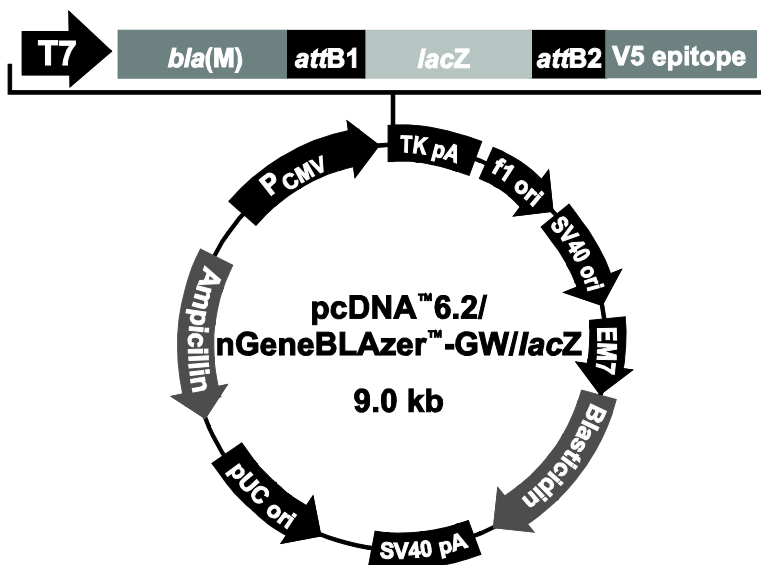 T7 bla(M) attB1 lacZ attB2 V5 epitope
PCMV
TK pA
f1 ori
SV40 ori
EM7
Blasticidin
SV40 pA
pUC ori
Ampicillin
pcDNA™6.2/
nGeneBLAzer™-GW//lacZ
9.0 kb